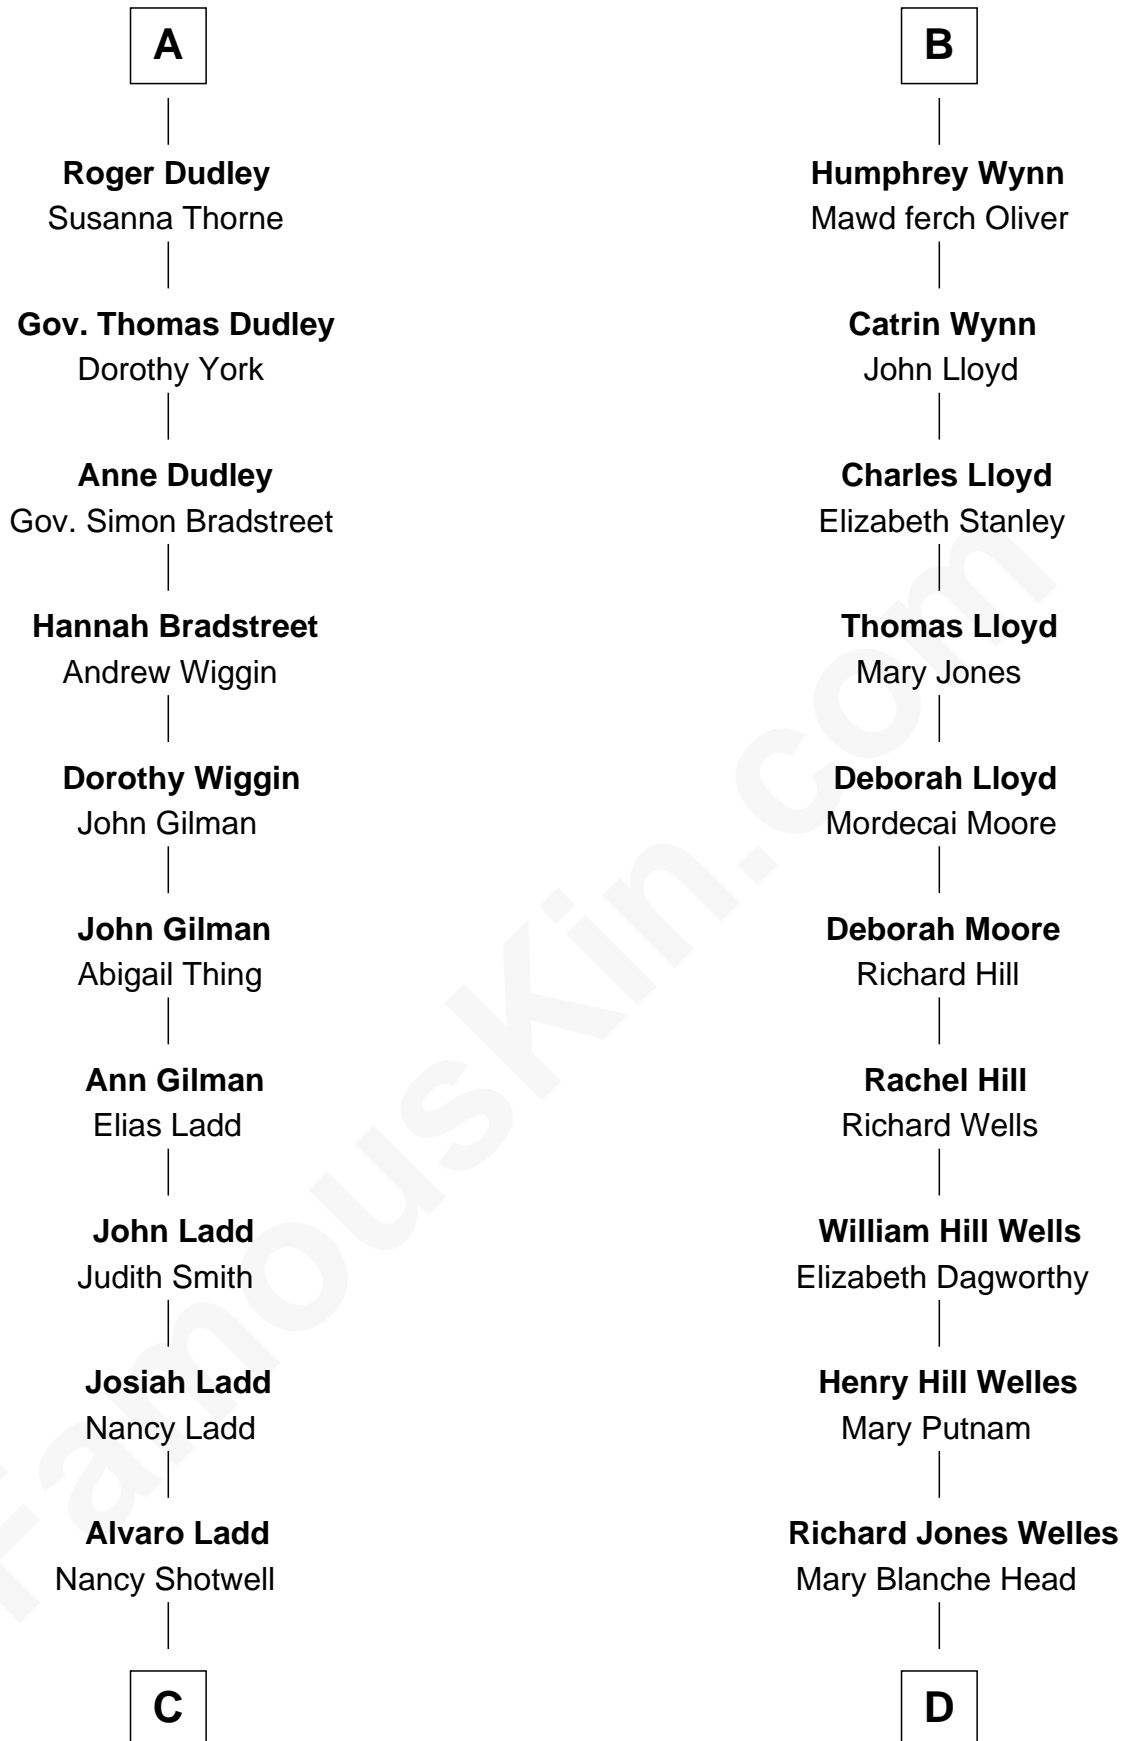 A
Roger Dudley
Susanna Thorne
Gov. Thomas Dudley
Dorothy York
Anne Dudley
Gov. Simon Bradstreet
Hannah Bradstreet
Andrew Wiggin
Dorothy Wiggin
John Gilman
John Gilman
Abigail Thing
Ann Gilman
Elias Ladd
John Ladd
Judith Smith
Josiah Ladd
Nancy Ladd
Alvaro Ladd
Nancy Shotwell
C
B
Humphrey Wynn
Mawd ferch Oliver
Catrin Wynn
John Lloyd
Charles Lloyd
Elizabeth Stanley
Thomas Lloyd
Mary Jones
Deborah Lloyd
Mordecai Moore
Deborah Moore
Richard Hill
Rachel Hill
Richard Wells
William Hill Wells
Elizabeth Dagworthy
Henry Hill Welles
Mary Putnam
Richard Jones Welles
Mary Blanche Head
D
FamousKin.com